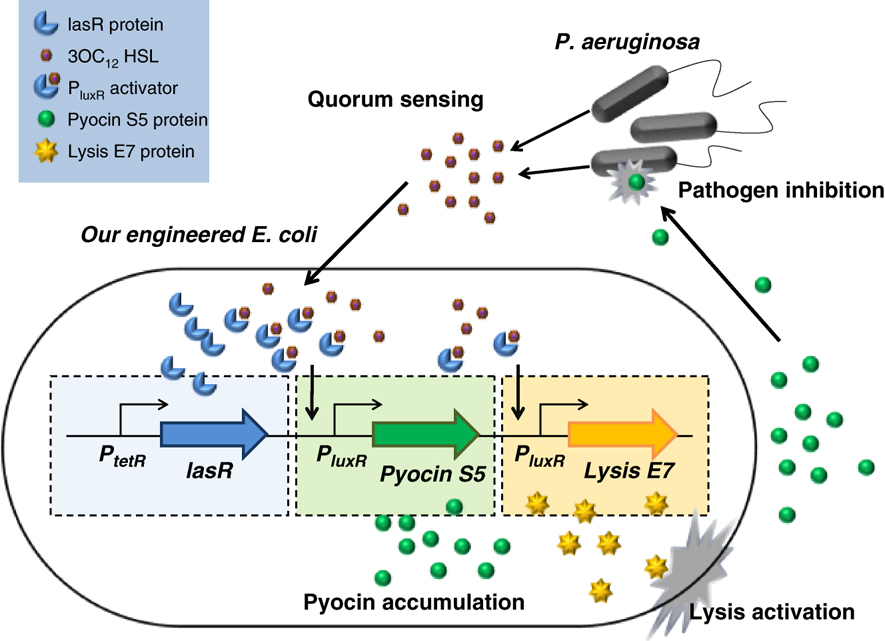 lasR protein
3OC12 HSL
PluxR activator
Pyocin S5 protein
Lysis E7 protein
P. aeruginosa
Quorum sensing
Pathogen inhibition
Our engineered E. coli
PtetR
lasR
PluxR
Pyocin S5
PluxR
Lysis E7
Pyocin accumulation
Lysis activation